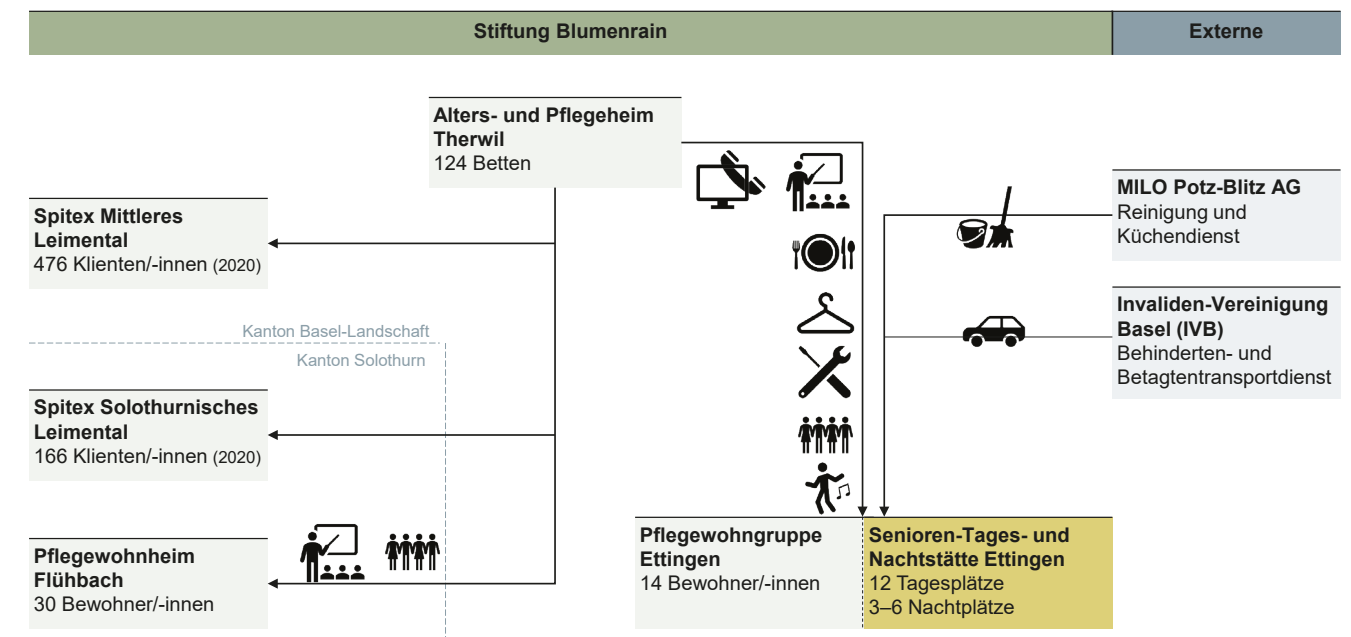 Stiftung Blumenrain
Externe
Alters- und Pflegeheim
Therwil
124 Betten
MILO Potz-Blitz AG
Reinigung und
Küchendienst
Spitex Mittleres
Leimental
476 Klienten/-innen (2020)
Invaliden-Vereinigung
Basel (IVB)
Behinderten- und
Betagtentransportdienst
Kanton Basel-Landschaft
Kanton Solothurn
Spitex Solothurnisches
Leimental
166 Klienten/-innen (2020)
Pflegewohnheim
Flühbach
30 Bewohner/-innen
Pflegewohngruppe
Ettingen
14 Bewohner/-innen
Senioren-Tages- und
Nachtstätte Ettingen
12 Tagesplätze
3–6 Nachtplätze